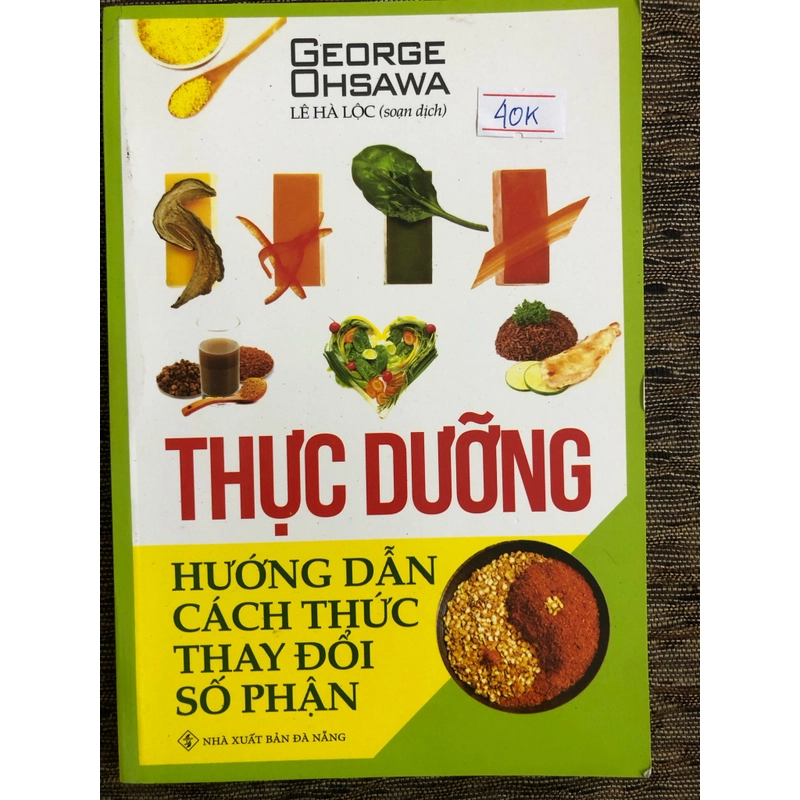 GEORGE
OHSAWA
LÊ HÀ LỘC (soạn dịch)
40K
THỰC DƯỠNG
HƯỚNG DẪN
CÁCH THỨC
THAY ĐỔI
SỐ PHẬN
NHÀ XUẤT BẢN ĐÀ NẴNG